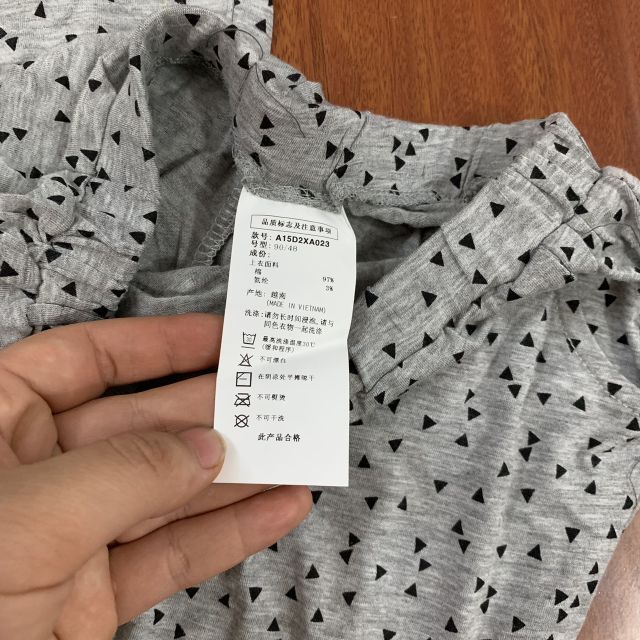 品质标志及注意事项
款号: A15D2XA023
号型: 90/48
成份:
上衣面料
棉 97%
氨纶 3%
产地: 越南
(MADE IN VIETNAM)
洗涤:请勿长时间浸泡,请与
同色衣物一起洗涤
30 最高洗涤温度30℃
(缓和程序)
不可漂白
在阴凉处平摊晾干
不可熨烫
不可干洗
此产品合格